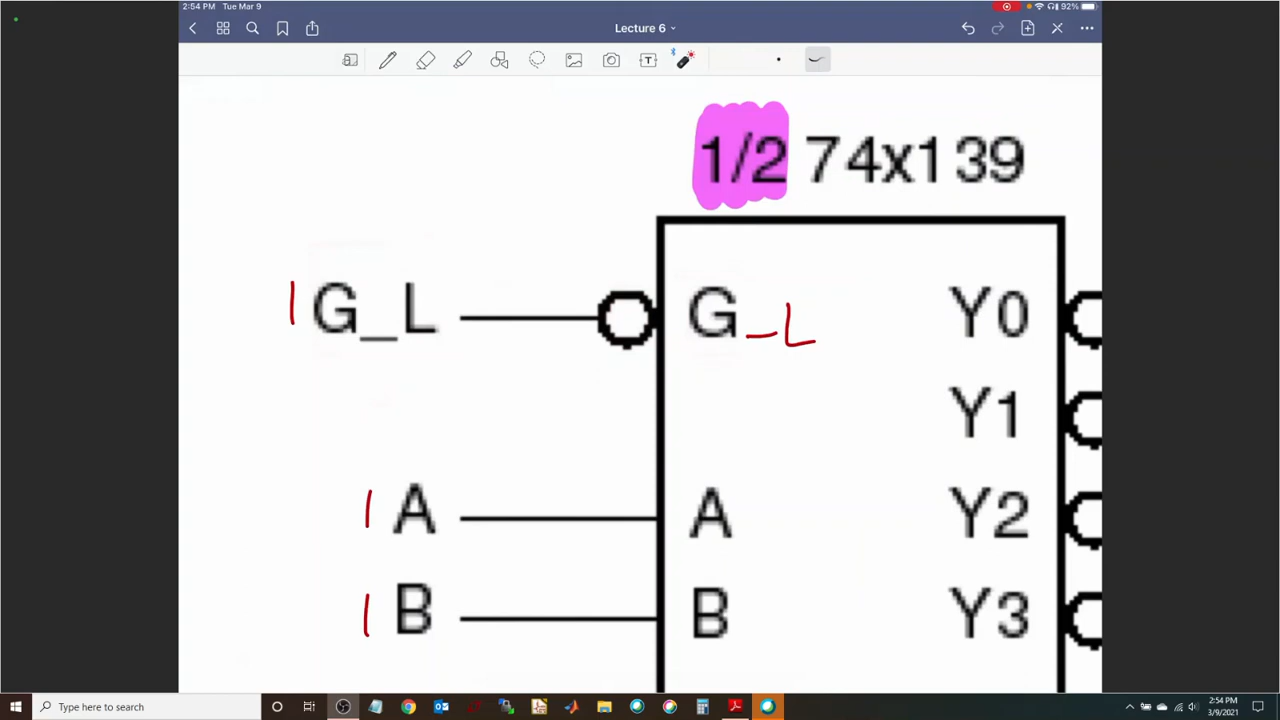 2:54 PM Tue Mar 9
92%
Lecture 6
T
1/2 74x139
1 G_L G_L Y0
Y1
1 A A Y2
1 B B Y3
Type here to search
2:54 PM
3/9/2021